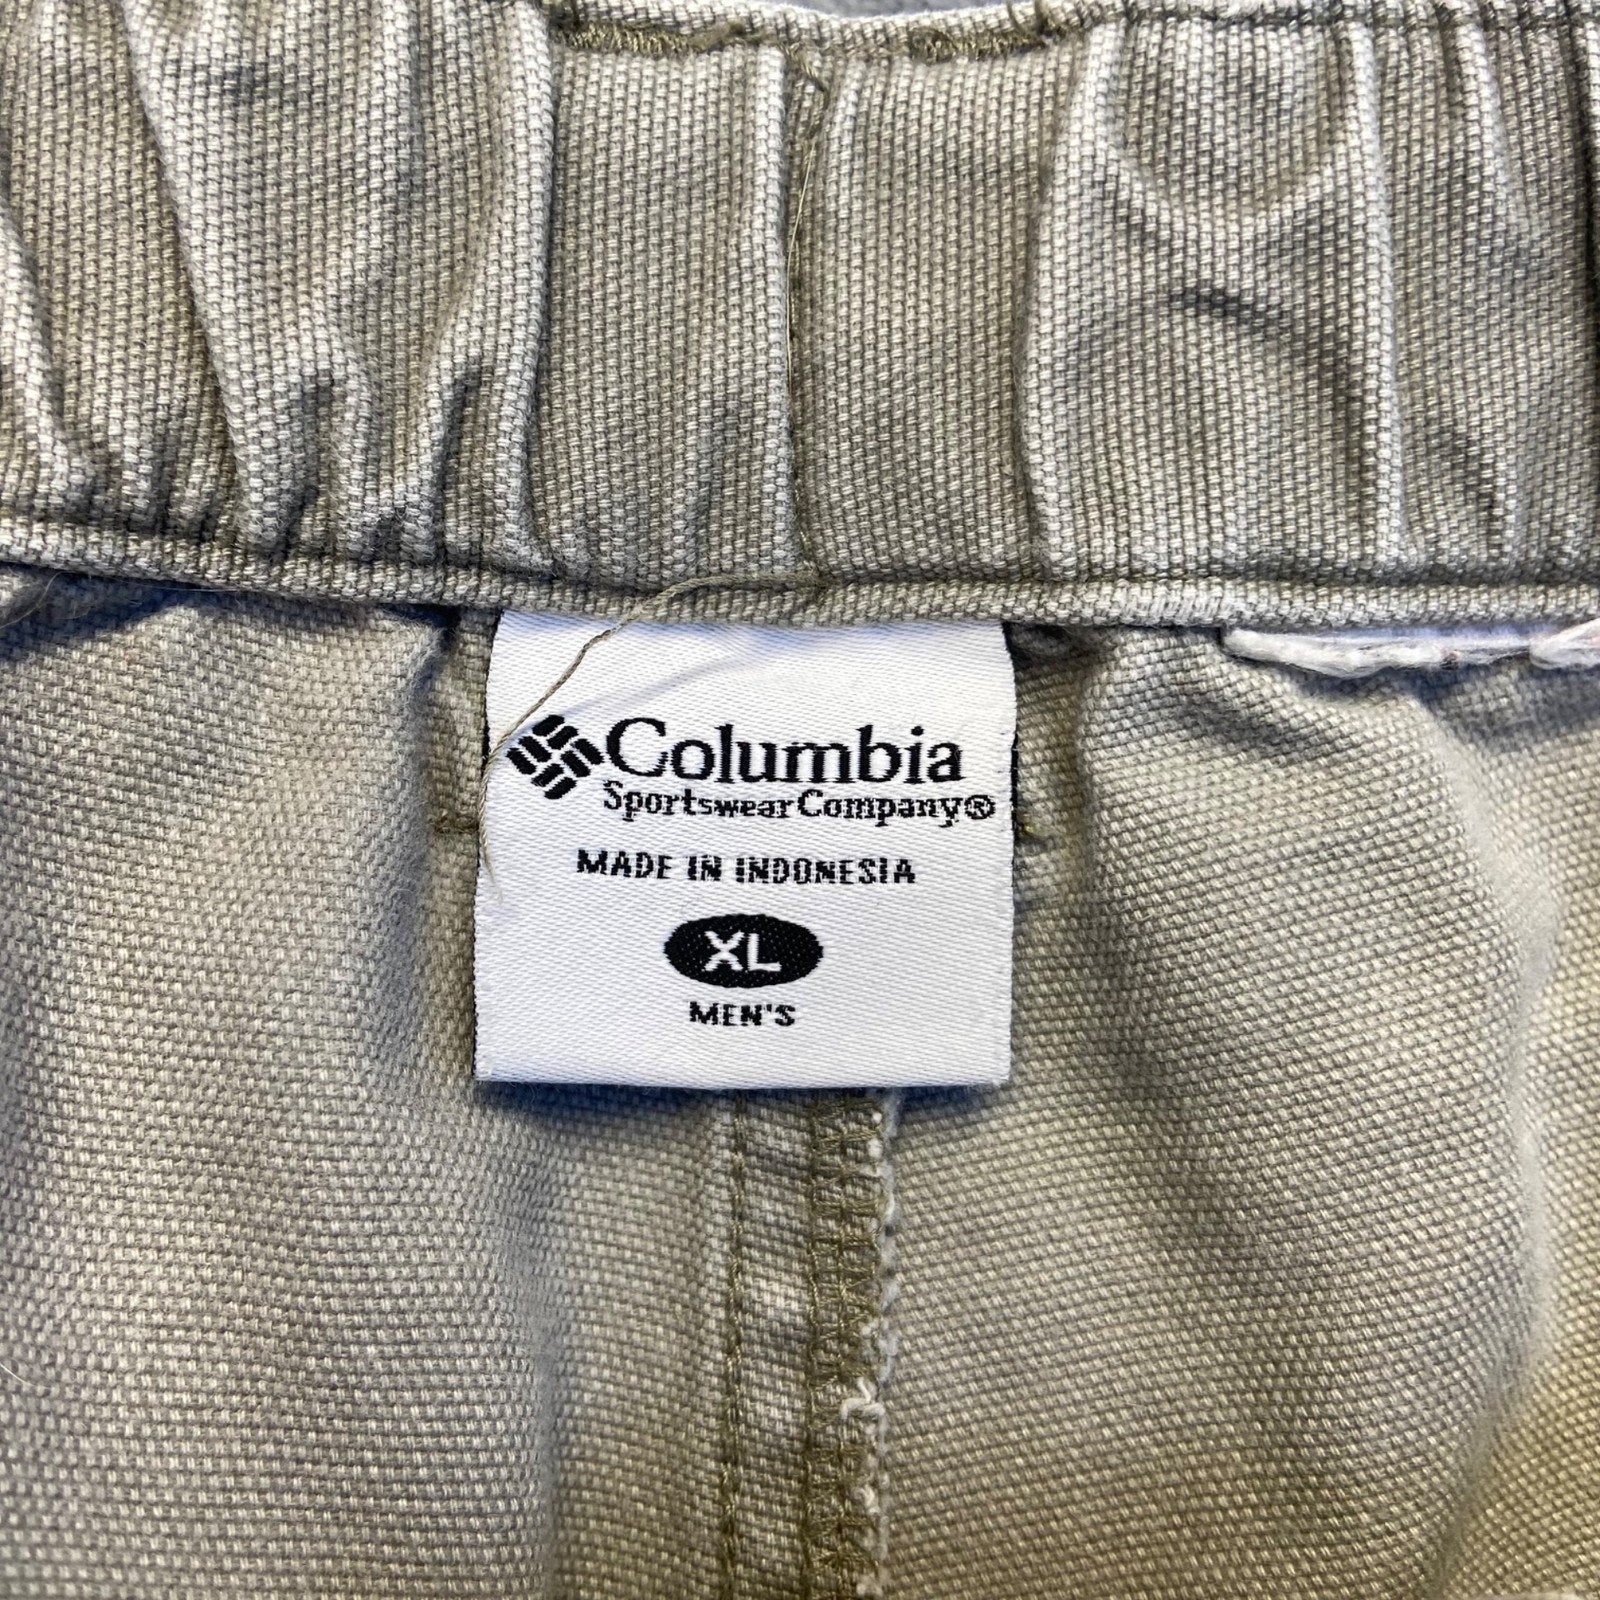 Columbia
Sportswear Company®
MADE IN INDONESIA
XL
MEN'S